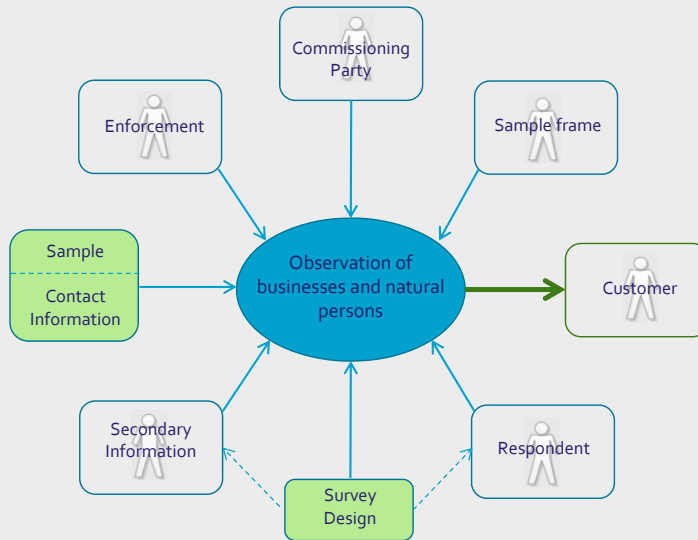 Commissioning
Party
Enforcement
Sample frame
Sample
Contact
Information
Observation of
businesses and natural
persons
Customer
Secondary
Information
Respondent
Survey
Design